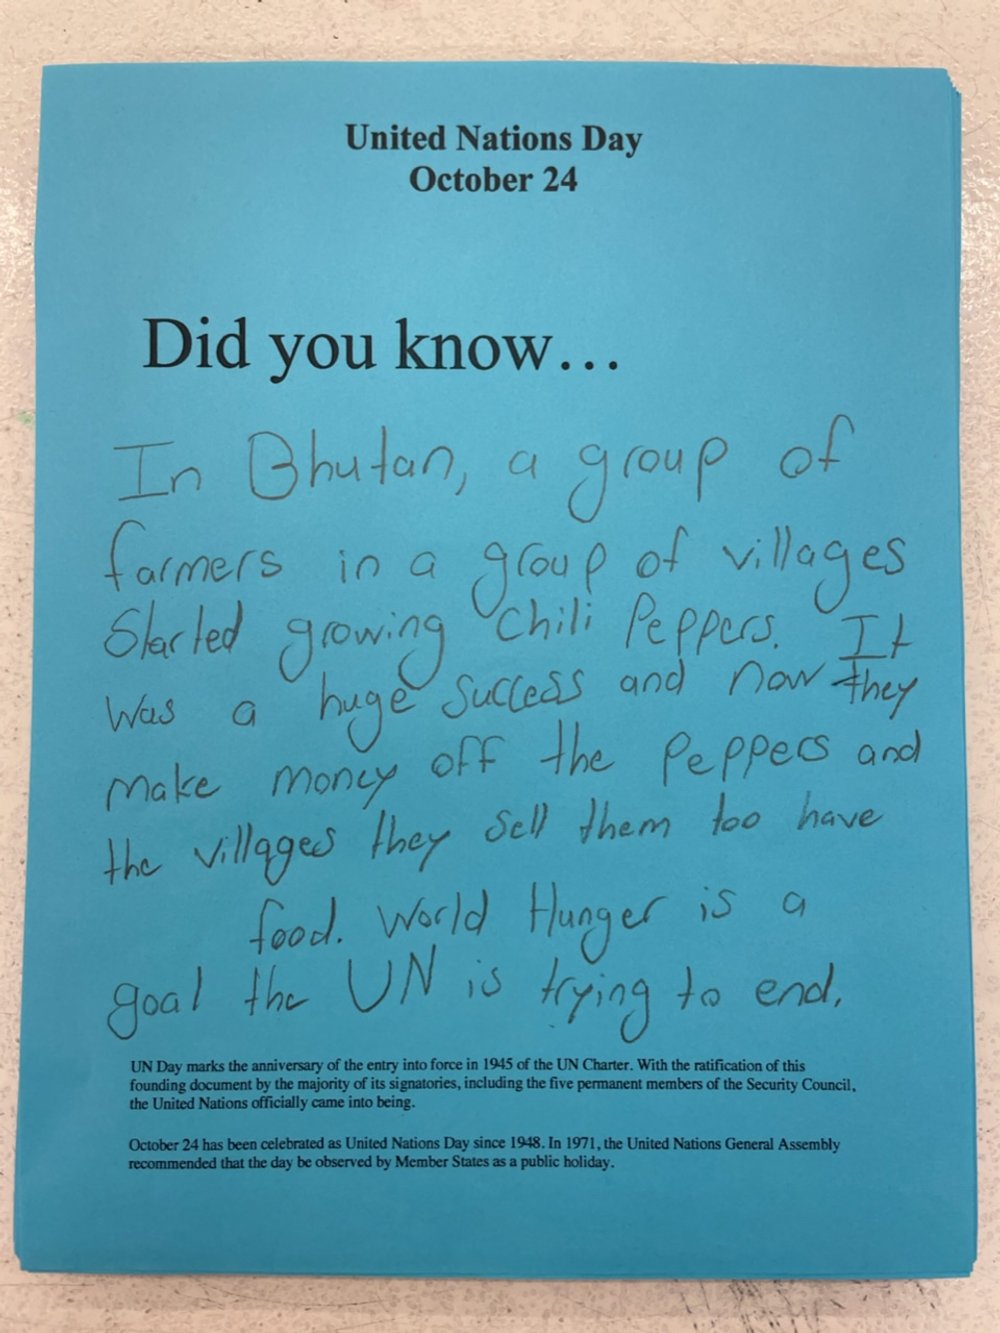 United Nations Day
October 24
Did you know...
In Bhutan, a group of
farmers in a group of villages
Started growing chili Peppers. It
was a huge success and now they
make money off the peppers and
the villages they sell them too have
food. World Hunger is a
goal the UN is trying to end.
UN Day marks the anniversary of the entry into force in 1945 of the UN Charter. With the ratification of this
founding document by the majority of its signatories, including the five permanent members of the Security Council,
the United Nations officially came into being.
October 24 has been celebrated as United Nations Day since 1948. In 1971, the United Nations General Assembly
recommended that the day be observed by Member States as a public holiday.